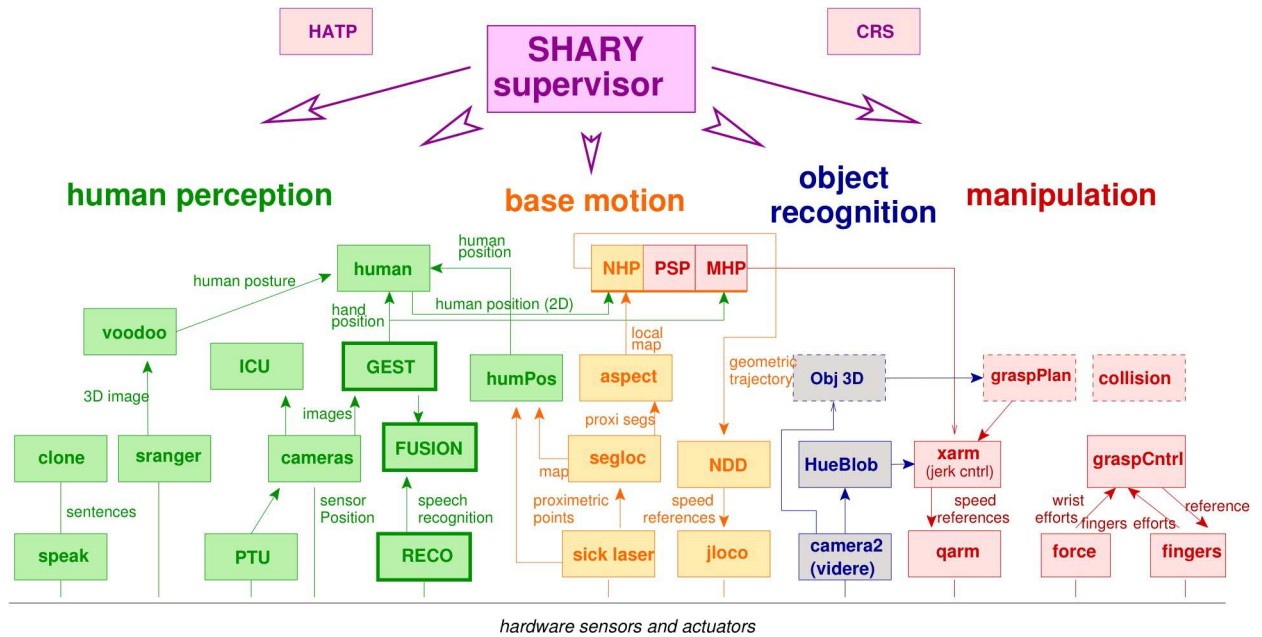 HATP
SHARY
supervisor
CRS
human perception
base motion
object
recognition
manipulation
human
position
human
NHP
PSP
MHP
human posture
human position (2D)
hand
position
voodoo
local
map
ICU
GEST
humPos
aspect
geometric
trajectory
Obj 3D
graspPlan
collision
3D image
images
proxi segs
clone
sranger
cameras
FUSION
map
segloc
NDD
HueBlob
xarm
(jerk cntrl)
graspCntrl
sentences
sensor
Position
speech
recognition
proximetric
points
speed
references
speed
references
wrist
efforts
fingers efforts
reference
speak
PTU
RECO
sick laser
jloco
camera2
(videre)
qarm
force
fingers
hardware sensors and actuators